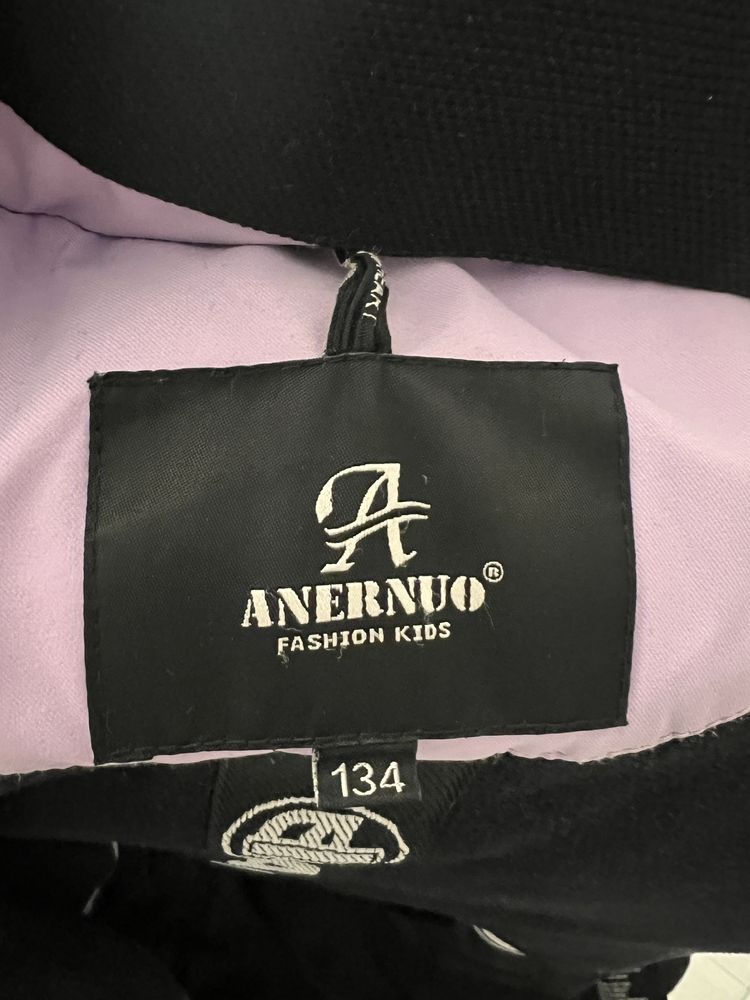 A
ANERNUO®
FASHION KIDS
134